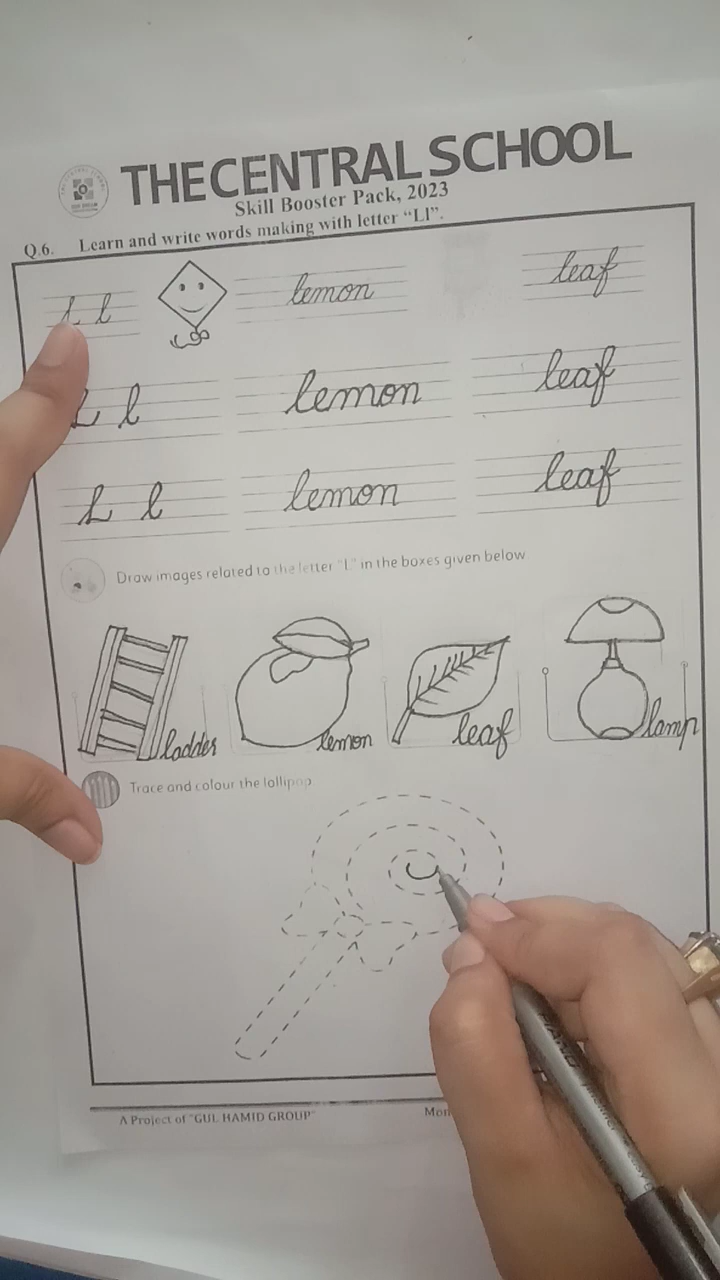 THE CENTRAL SCHOOL
Skill Booster Pack, 2023
Q.6. Learn and write words making with letter "Ll".
L l lemon leaf
L l lemon leaf
L l lemon leaf
Draw images related to the letter "L" in the boxes given below
ladder lemon leaf lamp
Trace and colour the lollipop
A Project of "GUL HAMID GROUP"